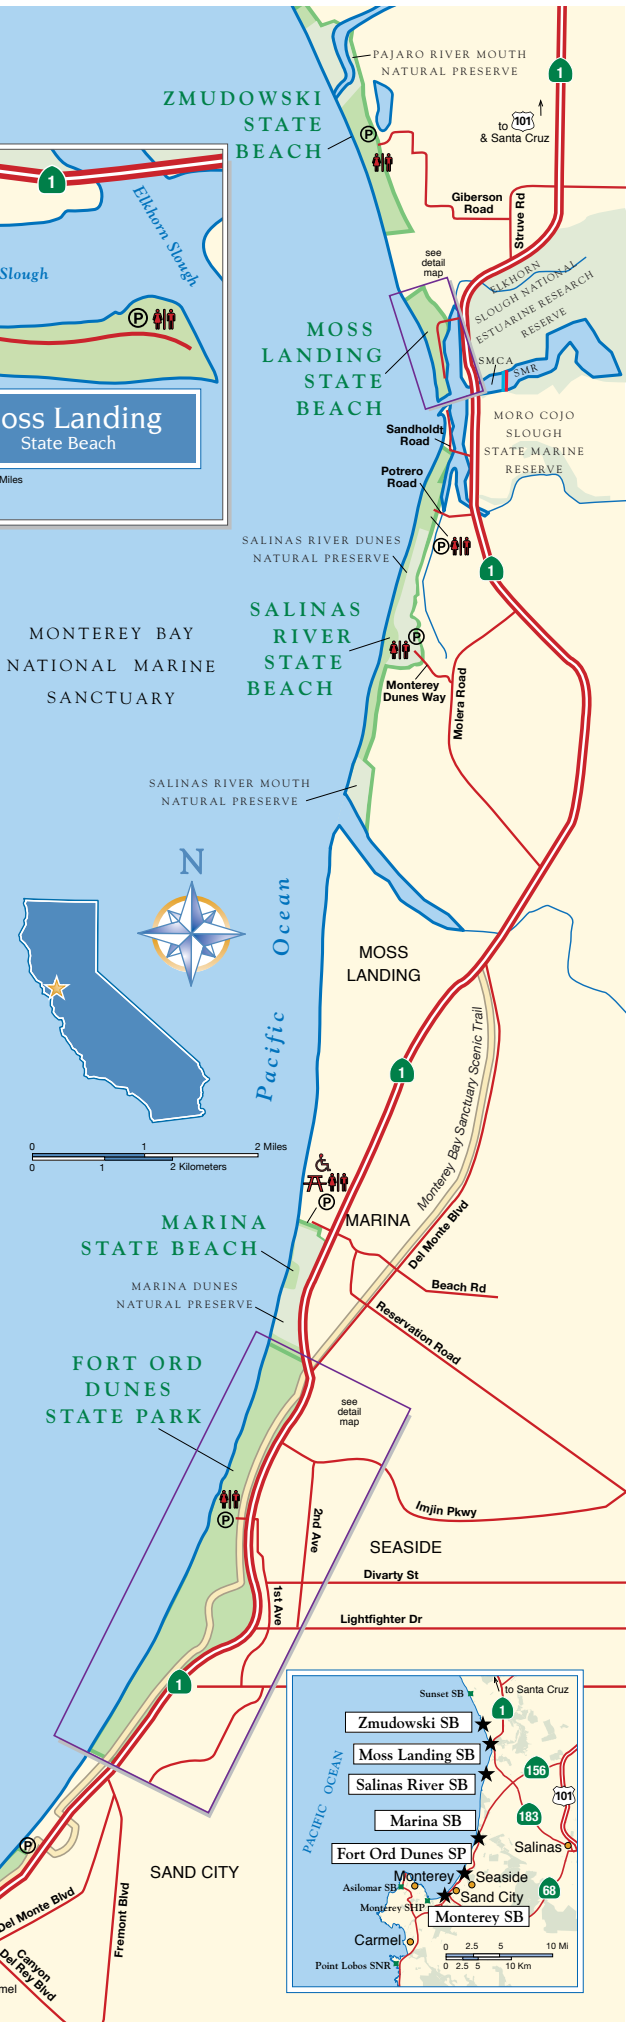 PAJARO RIVER MOUTH
NATURAL PRESERVE
1
ZMUDOWSKI
STATE
BEACH
P
to 101
& Santa Cruz
Giberson
Road
Struve Rd
1
Elkhorn Slough
Slough
P
oss Landing
State Beach
Miles
see
detail
map
ELKHORN
SLOUGH NATIONAL
ESTUARINE RESEARCH
RESERVE
MOSS
LANDING
STATE
BEACH
SMCA
SMR
Sandholdt
Road
MORO COJO
SLOUGH
STATE MARINE
RESERVE
Potrero
Road
SALINAS RIVER DUNES
NATURAL PRESERVE
P
1
SALINAS
RIVER
STATE
BEACH
P
MONTEREY BAY
NATIONAL MARINE
SANCTUARY
Monterey
Dunes Way
Molera Road
SALINAS RIVER MOUTH
NATURAL PRESERVE
N
Pacific Ocean
MOSS
LANDING
1
Monterey Bay Sanctuary Scenic Trail
0 1 2 Miles
0 1 2 Kilometers
P
MARINA
MARINA
STATE BEACH
Del Monte Blvd
MARINA DUNES
NATURAL PRESERVE
Beach Rd
Reservation Road
FORT ORD
DUNES
STATE PARK
see
detail
map
P
Imjin Pkwy
2nd Ave
SEASIDE
Divarty St
1st Ave
Lightfighter Dr
1
P
SAND CITY
Del Monte Blvd
Fremont Blvd
Canyon
Del Rey Blvd
mel
to Santa Cruz
Sunset SB
1
Zmudowski SB
Moss Landing SB
Salinas River SB
156
101
183
PACIFIC OCEAN
Marina SB
Salinas
Fort Ord Dunes SP
Monterey
Seaside
Asilomar SB
Sand City
68
Monterey SHP
Monterey SB
Carmel
0 2.5 5 10 Mi
0 2.5 5 10 Km
Point Lobos SNR